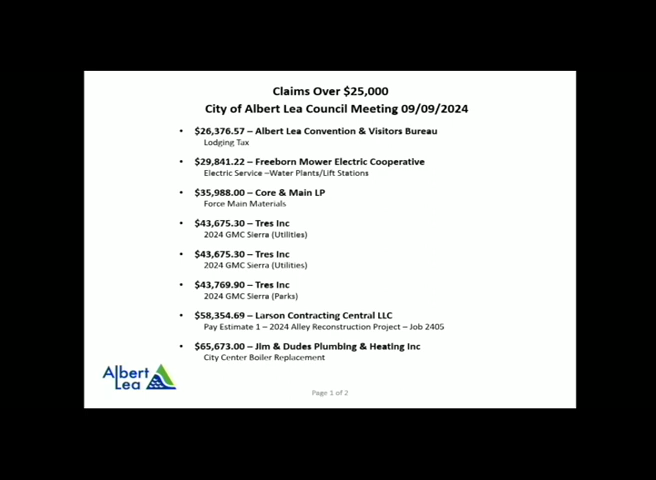 Claims Over $25,000
City of Albert Lea Council Meeting 09/09/2024
• $26,376.57 – Albert Lea Convention & Visitors Bureau
Lodging Tax
• $29,841.22 – Freeborn Mower Electric Cooperative
Electric Service –Water Plants/Lift Stations
• $35,988.00 – Core & Main LP
Force Main Materials
• $43,675.30 – Tres Inc
2024 GMC Sierra (Utilities)
• $43,675.30 – Tres Inc
2024 GMC Sierra (Utilities)
• $43,769.90 – Tres Inc
2024 GMC Sierra (Parks)
• $58,354.69 – Larson Contracting Central LLC
Pay Estimate 1 – 2024 Alley Reconstruction Project – Job 2405
• $65,673.00 – Jim & Dudes Plumbing & Heating Inc
City Center Boiler Replacement
Albert
Lea
Page 1 of 2